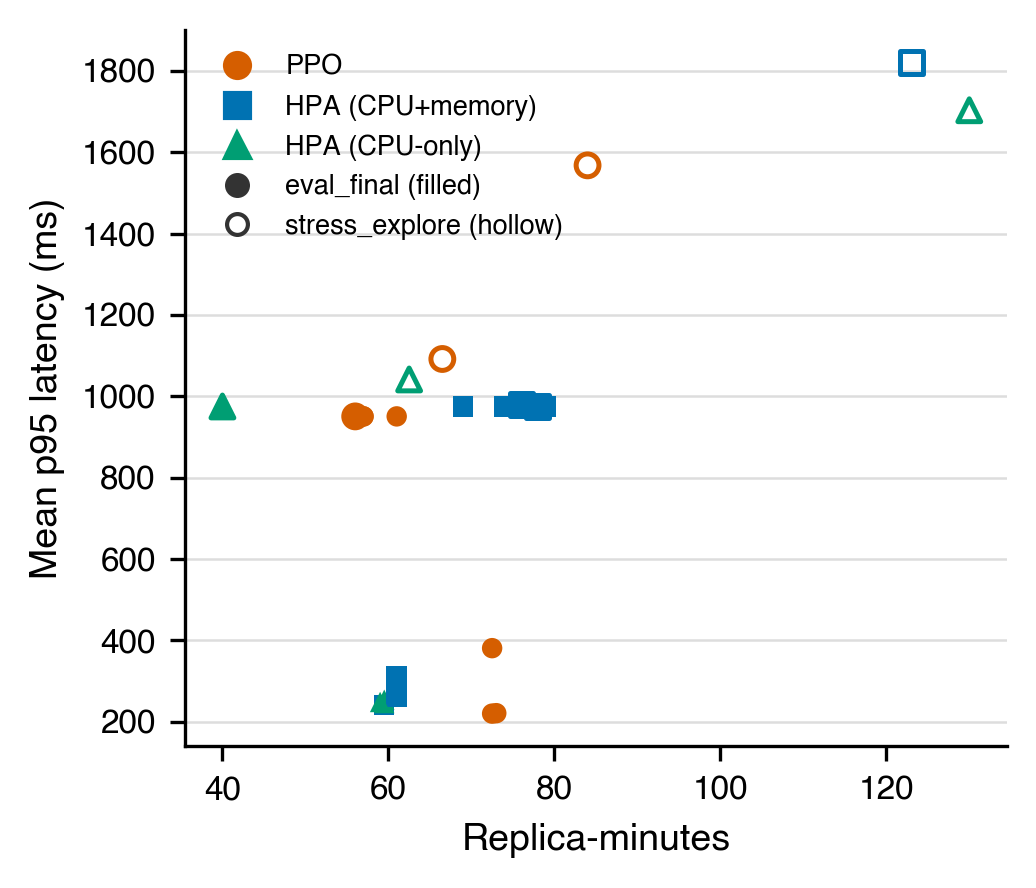 PPO
HPA (CPU+memory)
HPA (CPU-only)
eval_final (filled)
stress_explore (hollow)
Mean p95 latency (ms)
1800
1600
1400
1200
1000
800
600
400
200
40 60 80 100 120
Replica-minutes